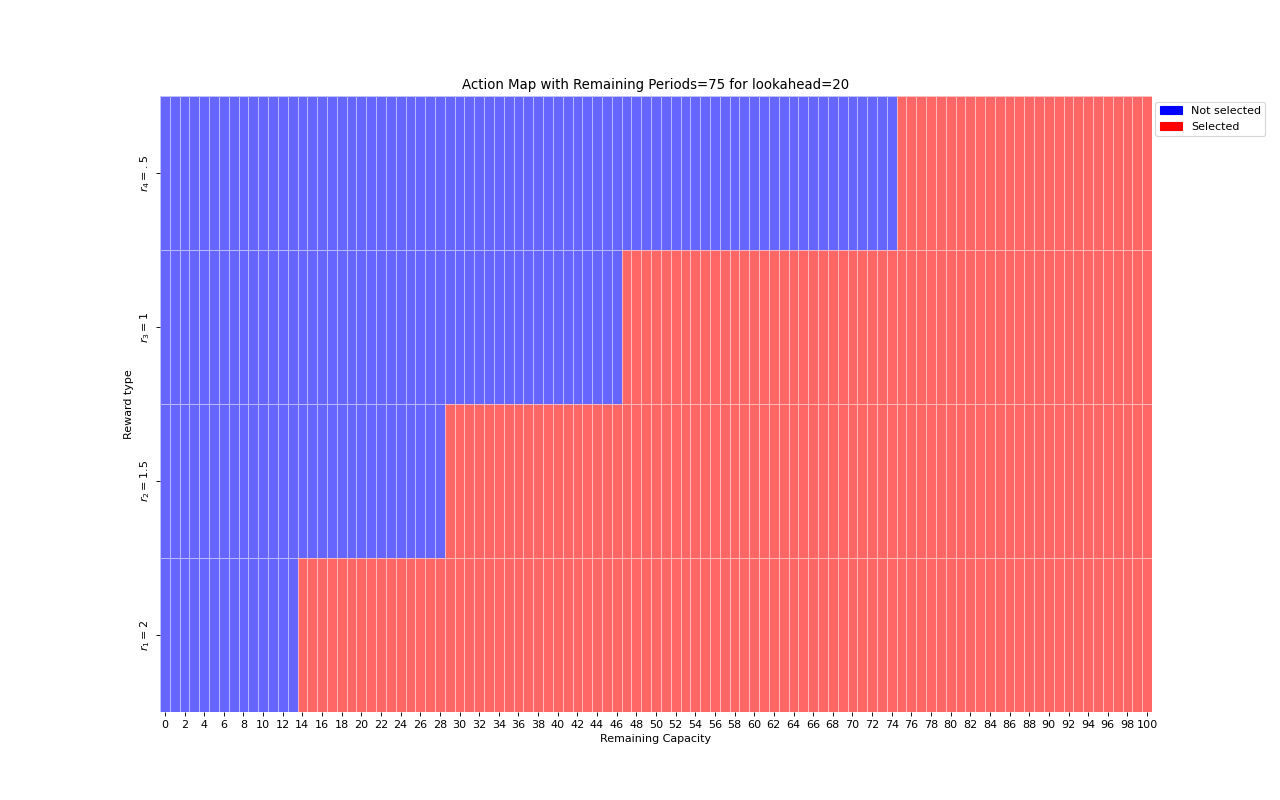 Action Map with Remaining Periods=75 for lookahead=20
Not selected
Selected
r₄ = .5
r₃ = 1
r₂ = 1.5
r₁ = 2
Reward type
0 2 4 6 8 10 12 14 16 18 20 22 24 26 28 30 32 34 36 38 40 42 44 46 48 50 52 54 56 58 60 62 64 66 68 70 72 74 76 78 80 82 84 86 88 90 92 94 96 98 100
Remaining Capacity